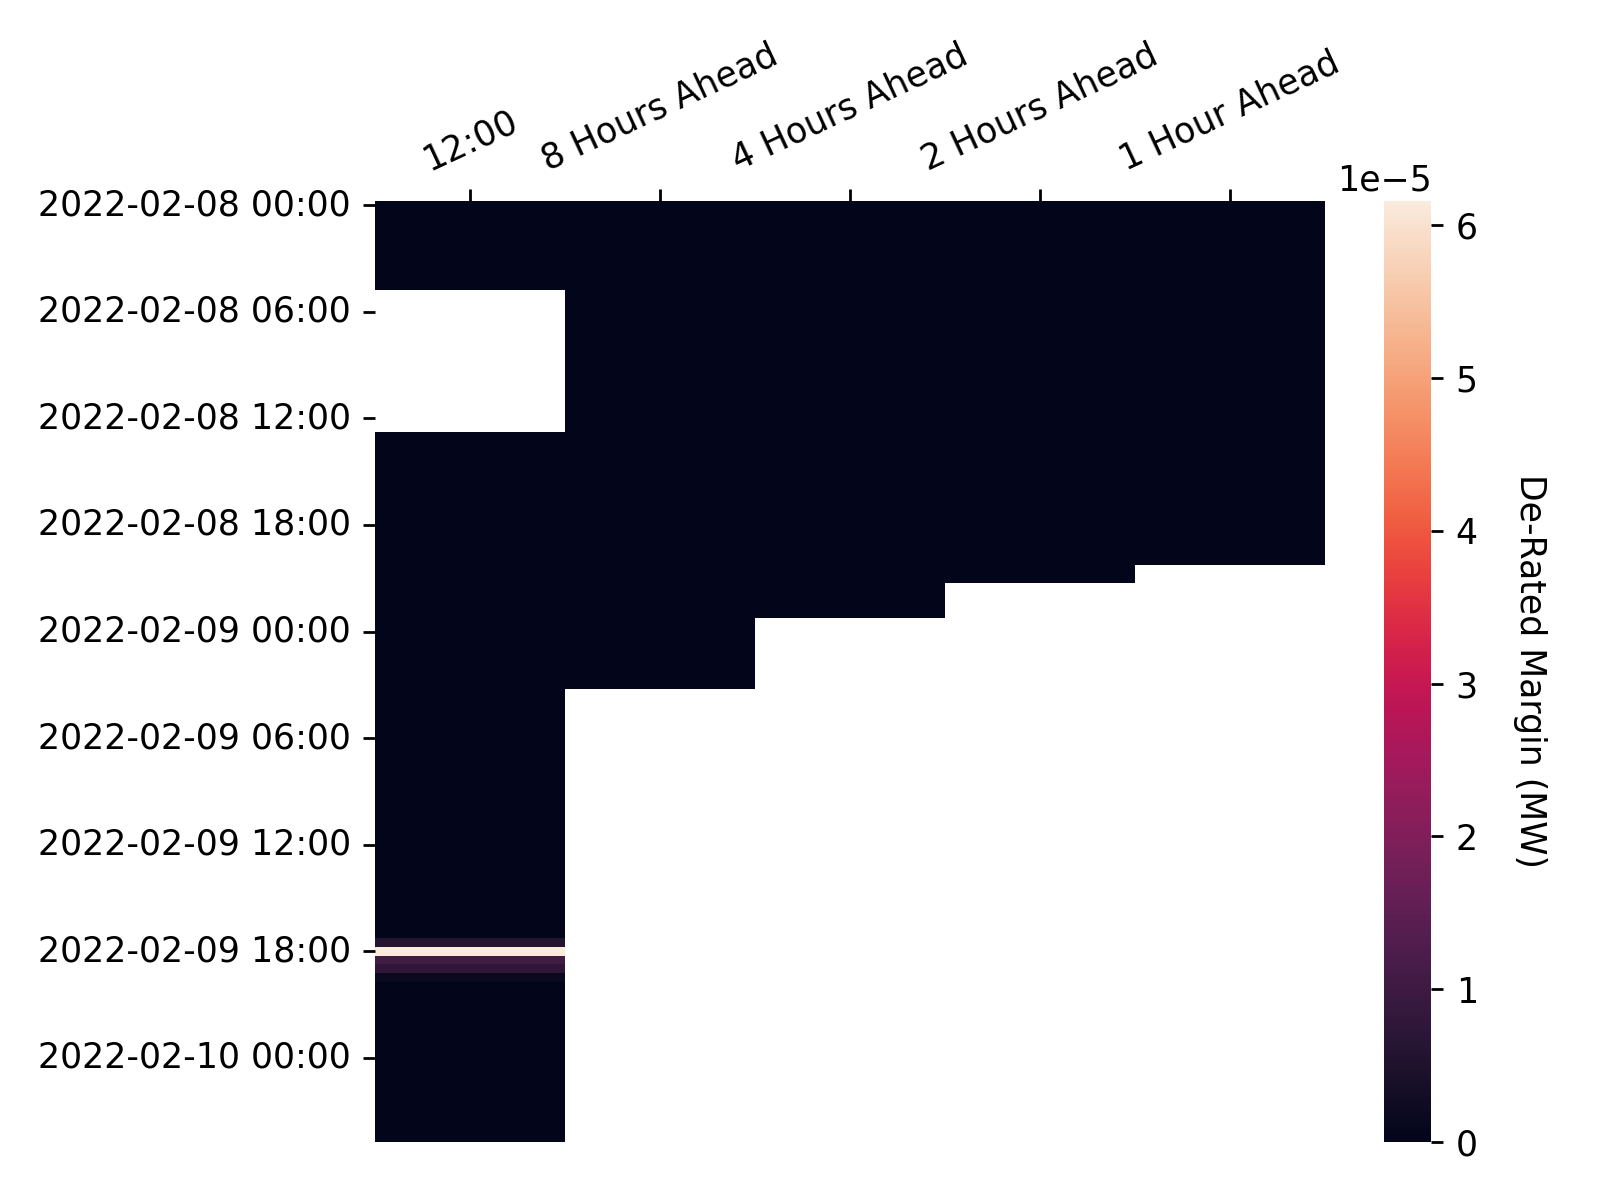 12:00
8 Hours Ahead
4 Hours Ahead
2 Hours Ahead
1 Hour Ahead
2022-02-08 00:00
2022-02-08 06:00
2022-02-08 12:00
2022-02-08 18:00
2022-02-09 00:00
2022-02-09 06:00
2022-02-09 12:00
2022-02-09 18:00
2022-02-10 00:00
1e−5
6
5
4
3
2
1
0
De-Rated Margin (MW)